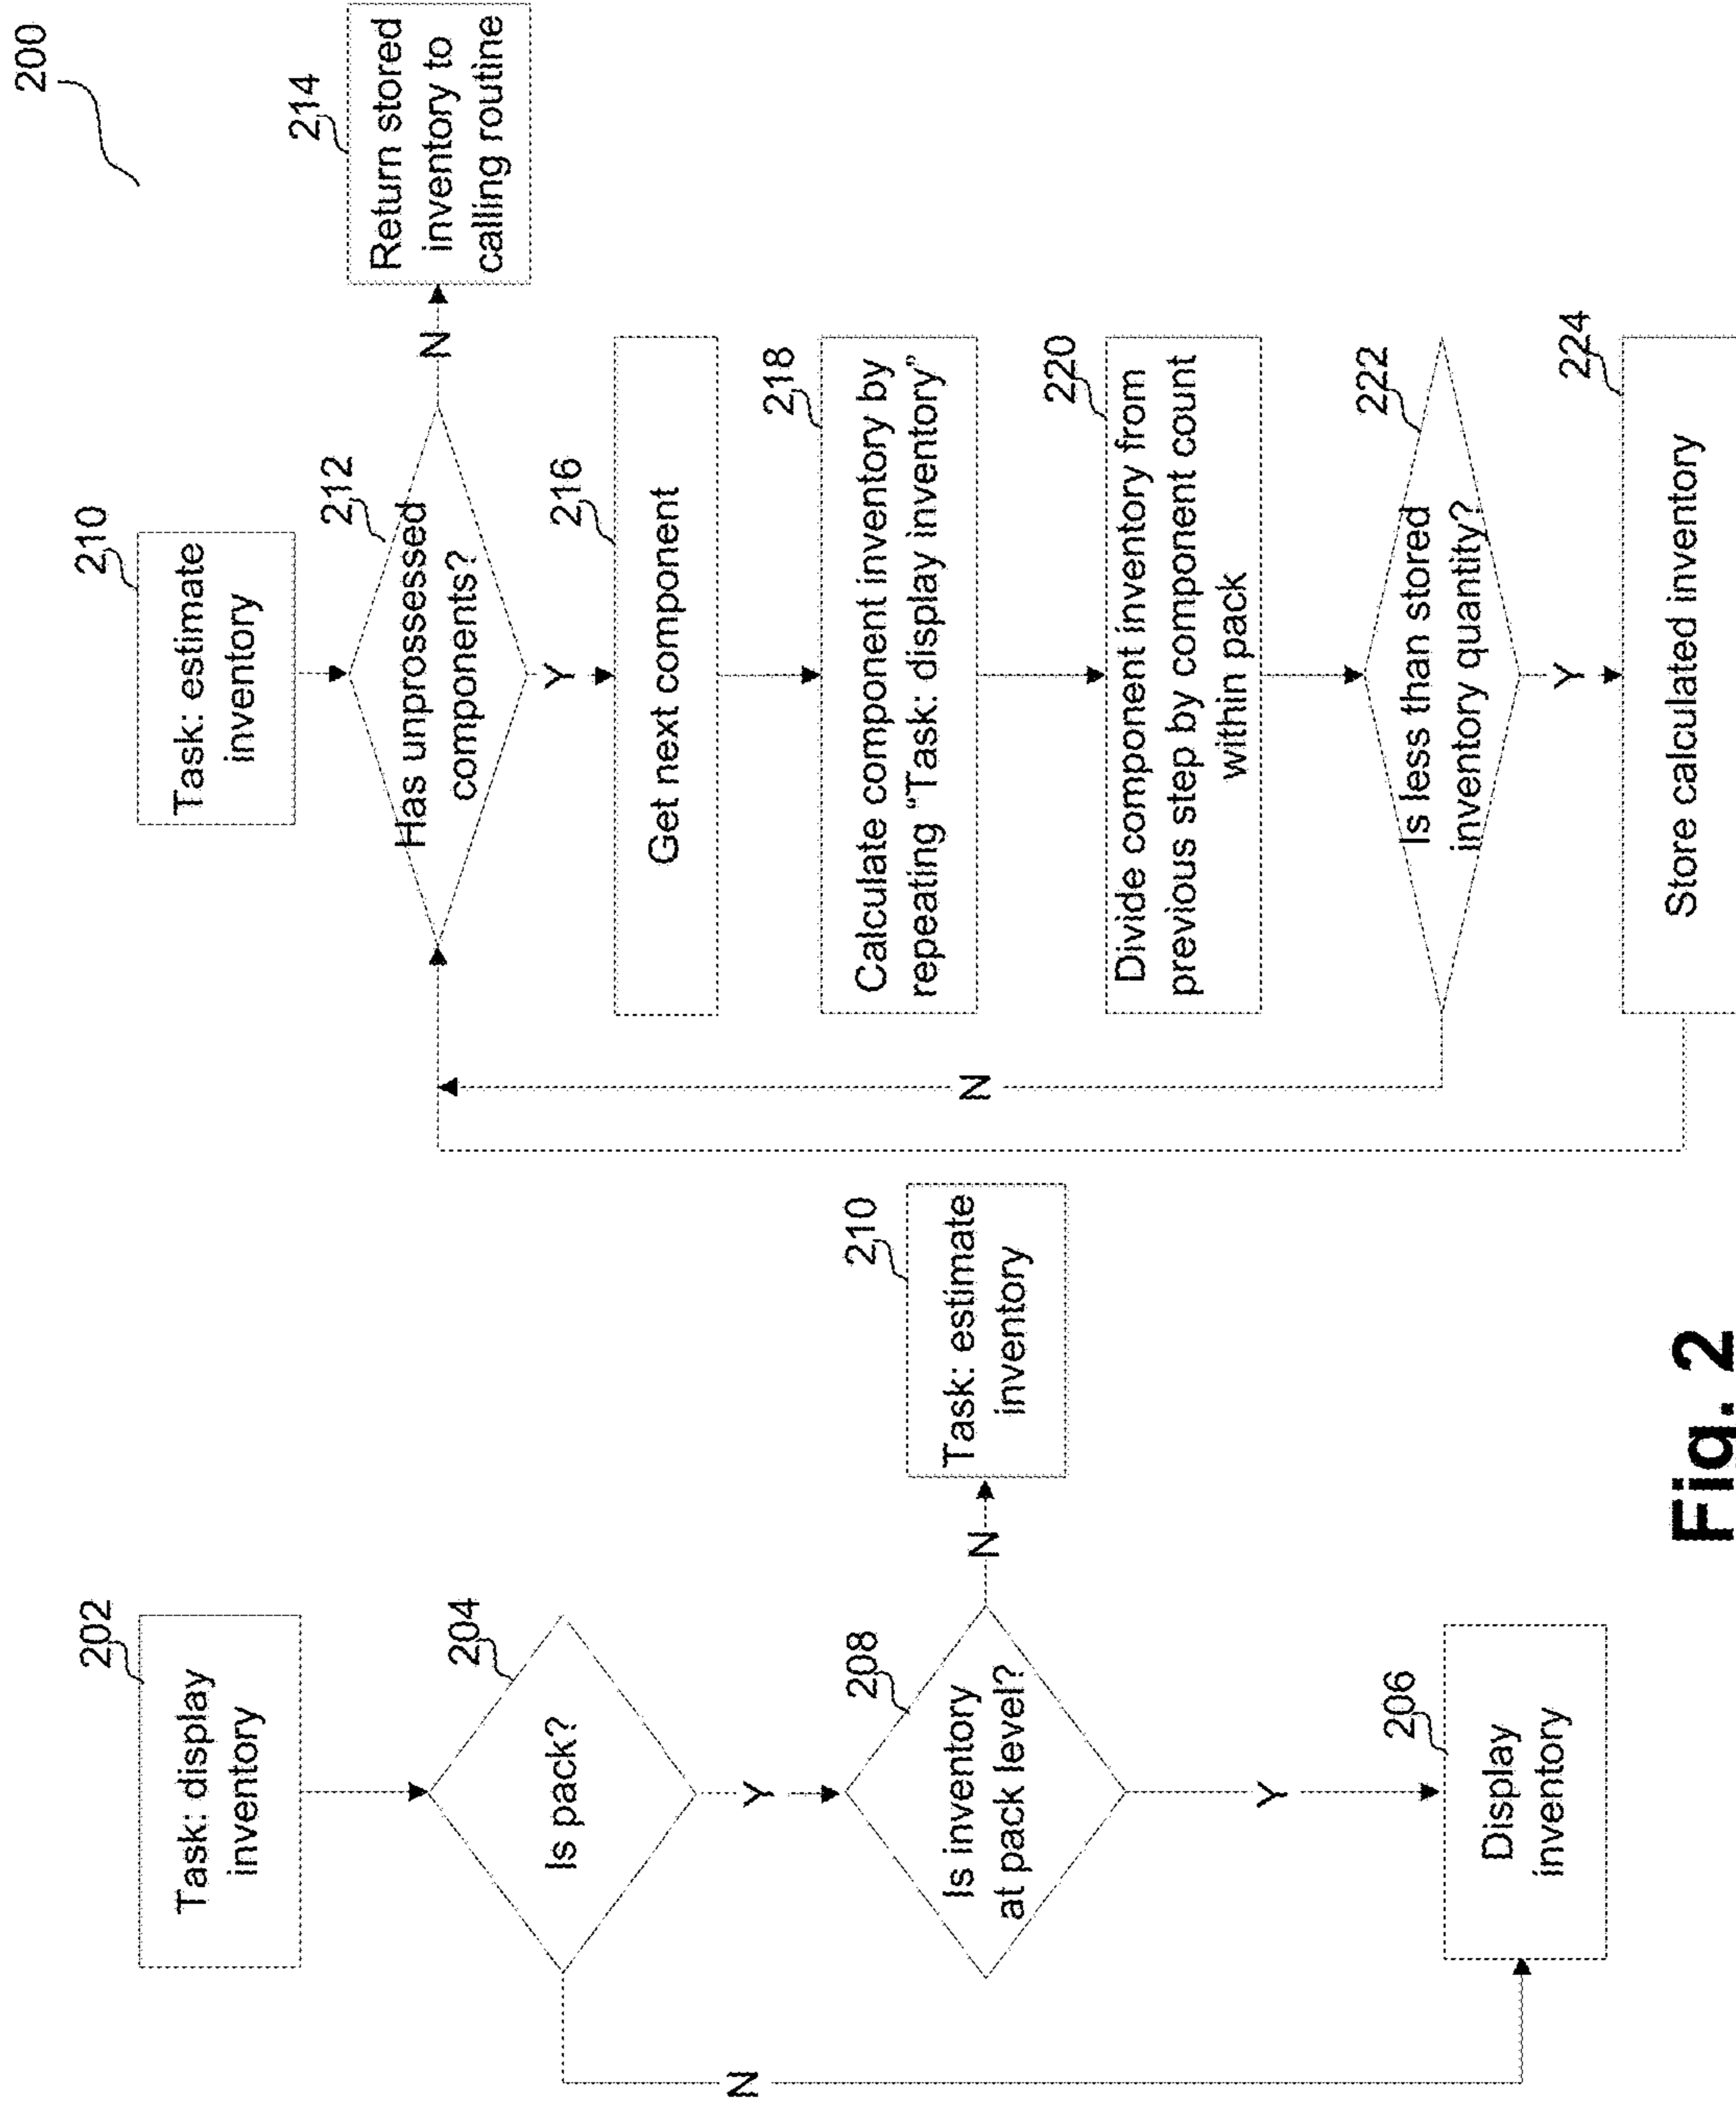 200
202
Task: display
inventory
204
Is pack?
Y
N
208
Is inventory
at pack level?
N
Y
210
Task: estimate
inventory
206
Display
inventory
210
Task: estimate
inventory
212
Has unprossessed
components?
N
214
Return stored
inventory to
calling routine
Y
216
Get next component
218
Calculate component inventory by
repeating "Task: display inventory"
220
Divide component inventory from
previous step by component count
within pack
222
Is less than stored
inventory quantity?
N
Y
224
Store calculated inventory
Fig. 2